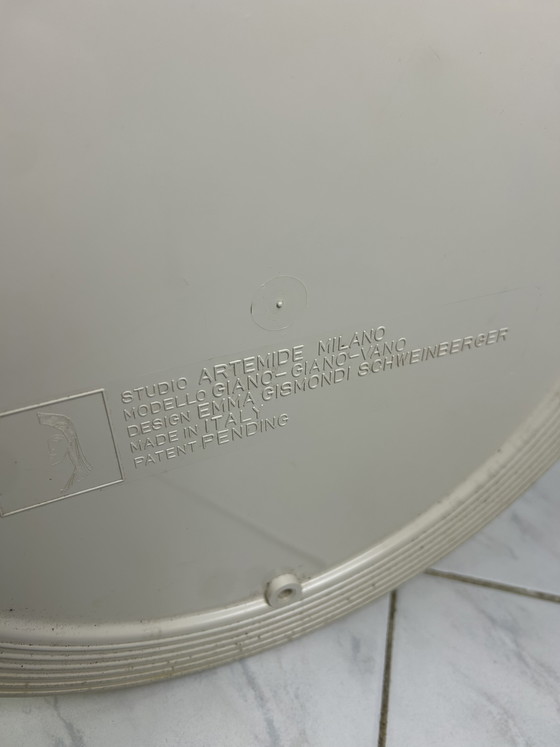 STUDIO ARTEMIDE MILANO
MODELLO GIANO-GIANO-VANO
DESIGN EMMA GISMONDI SCHWEINBERGER
MADE IN ITALY
PATENT PENDING